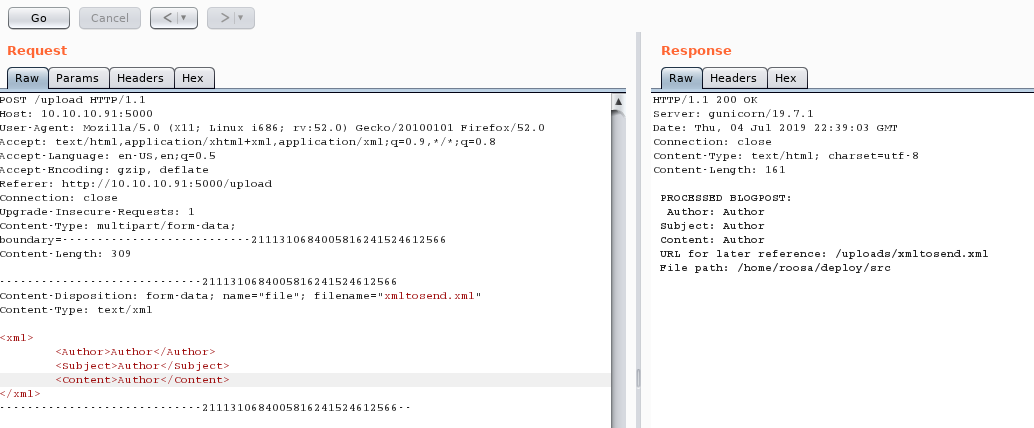 Go
Cancel
<
>
Request
Raw
Params
Headers
Hex
POST /upload HTTP/1.1
Host: 10.10.10.91:5000
User-Agent: Mozilla/5.0 (X11; Linux i686; rv:52.0) Gecko/20100101 Firefox/52.0
Accept: text/html,application/xhtml+xml,application/xml;q=0.9,*/*;q=0.8
Accept-Language: en-US,en;q=0.5
Accept-Encoding: gzip, deflate
Referer: http://10.10.10.91:5000/upload
Connection: close
Upgrade-Insecure-Requests: 1
Content-Type: multipart/form-data;
boundary=---------------------------2111310684005816241524612566
Content-Length: 309
-----------------------------2111310684005816241524612566
Content-Disposition: form-data; name="file"; filename="xmltosend.xml"
Content-Type: text/xml
<xml>
<Author>Author</Author>
<Subject>Author</Subject>
<Content>Author</Content>
</xml>
-----------------------------2111310684005816241524612566--
Response
Raw
Headers
Hex
HTTP/1.1 200 OK
Server: gunicorn/19.7.1
Date: Thu, 04 Jul 2019 22:39:03 GMT
Connection: close
Content-Type: text/html; charset=utf-8
Content-Length: 161
PROCESSED BLOGPOST:
Author: Author
Subject: Author
Content: Author
URL for later reference: /uploads/xmltosend.xml
File path: /home/roosa/deploy/src